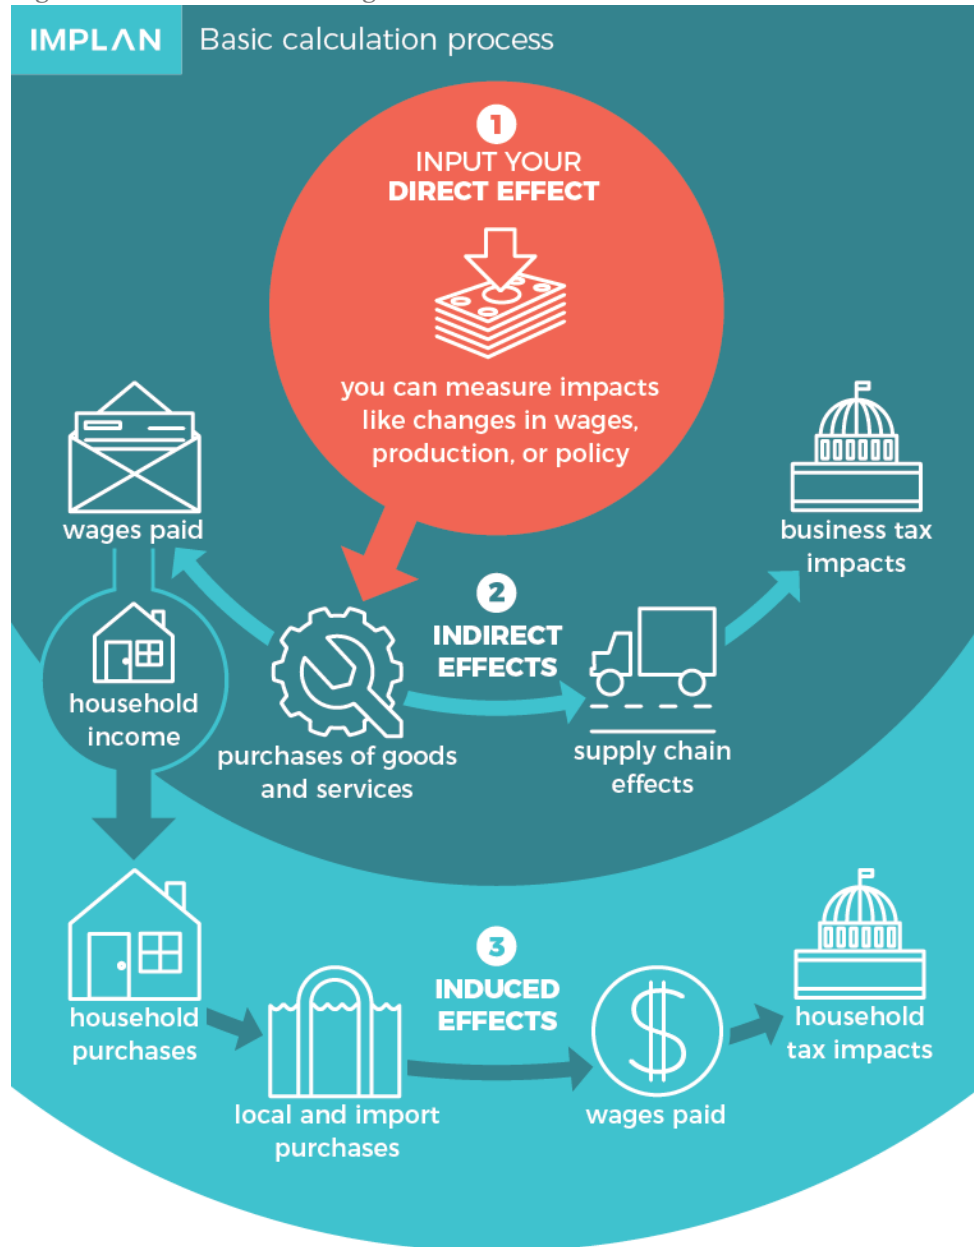 IMPLAN
Basic calculation process
1
INPUT YOUR
DIRECT EFFECT
you can measure impacts
like changes in wages,
production, or policy
wages paid
business tax
impacts
2
INDIRECT
EFFECTS
household
income
purchases of goods
and services
supply chain
effects
3
INDUCED
EFFECTS
household
purchases
local and import
purchases
$
wages paid
household
tax impacts